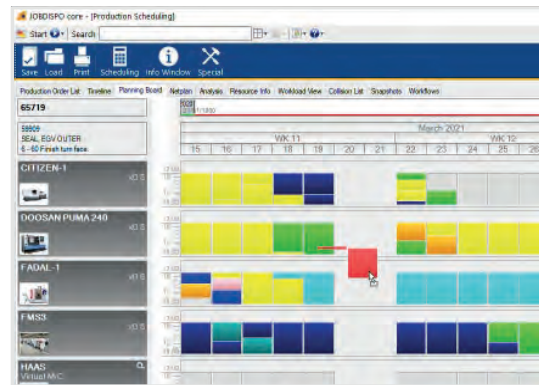 JOBDISPO core - [Production Scheduling]
Start Search
Save Load Print Scheduling Info Window Special
Production Order List Timeline Planning Board Netplan Analysis Resource Info Workload View Collision List Snapshots Workflows
65719
SEAL, EGV OUTER
6 - 60 Finish turn face
March 2021
WK 11 WK 12
15 16 17 18 19 20 21 22 23 24 25 26
CITIZEN-1
DOOSAN PUMA 240
FADAL-1
FMS3
HAAS
Virtual M/C